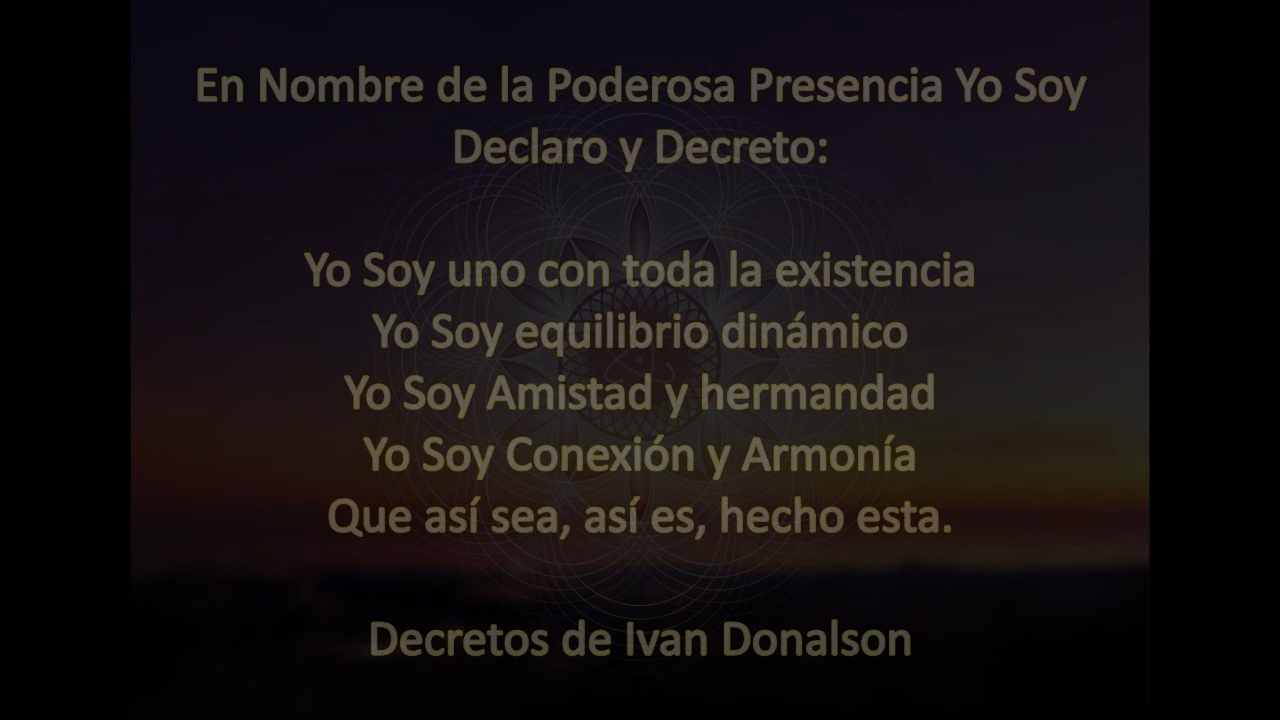 En Nombre de la Poderosa Presencia Yo Soy
Declaro y Decreto:
Yo Soy uno con toda la existencia
Yo Soy equilibrio dinámico
Yo Soy Amistad y hermandad
Yo Soy Conexión y Armonía
Que así sea, así es, hecho esta.
Decretos de Ivan Donalson